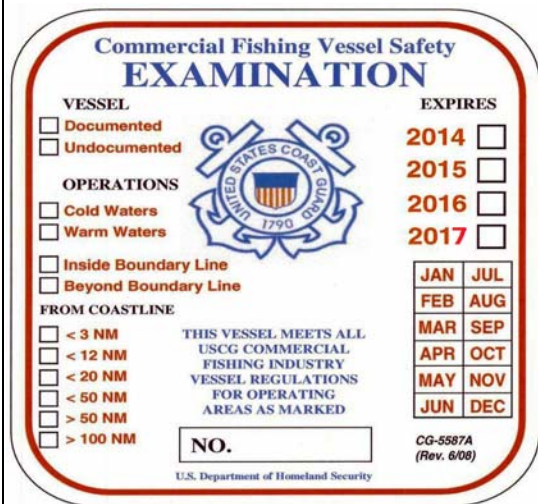 Commercial Fishing Vessel Safety
EXAMINATION
VESSEL
Documented
Undocumented
OPERATIONS
Cold Waters
Warm Waters
Inside Boundary Line
Beyond Boundary Line
FROM COASTLINE
< 3 NM
< 12 NM
< 20 NM
< 50 NM
> 50 NM
> 100 NM
UNITED STATES COAST GUARD
1790
THIS VESSEL MEETS ALL
USCG COMMERCIAL
FISHING INDUSTRY
VESSEL REGULATIONS
FOR OPERATING
AREAS AS MARKED
NO.
U.S. Department of Homeland Security
EXPIRES
2014
2015
2016
2017
JAN JUL
FEB AUG
MAR SEP
APR OCT
MAY NOV
JUN DEC
CG-5587A
(Rev. 6/08)